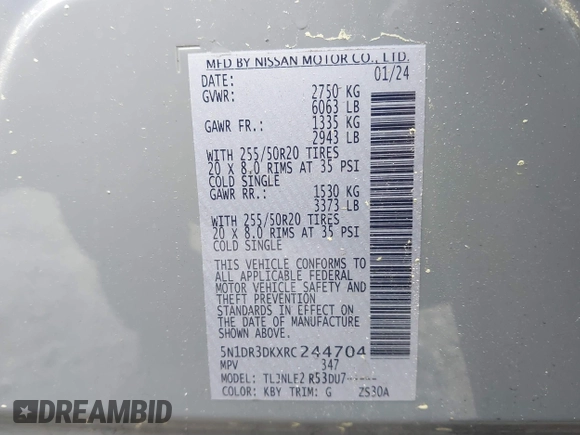 MFD BY NISSAN MOTOR CO., LTD.
DATE: 01/24
GVWR: 2750 KG
6063 LB
GAWR FR.: 1335 KG
2943 LB
WITH 255/50R20 TIRES
20 X 8.0 RIMS AT 35 PSI
COLD SINGLE
GAWR RR.: 1530 KG
3373 LB
WITH 255/50R20 TIRES
20 X 8.0 RIMS AT 35 PSI
COLD SINGLE
THIS VEHICLE CONFORMS TO
ALL APPLICABLE FEDERAL
MOTOR VEHICLE SAFETY AND
THEFT PREVENTION
STANDARDS IN EFFECT ON
THE DATE OF MANUFACTURE
SHOWN ABOVE.
5N1DR3DKXRC244704
MPV 347
MODEL: TLJNLF2 R53DU7-----
COLOR: KBY TRIM: G ZS30A